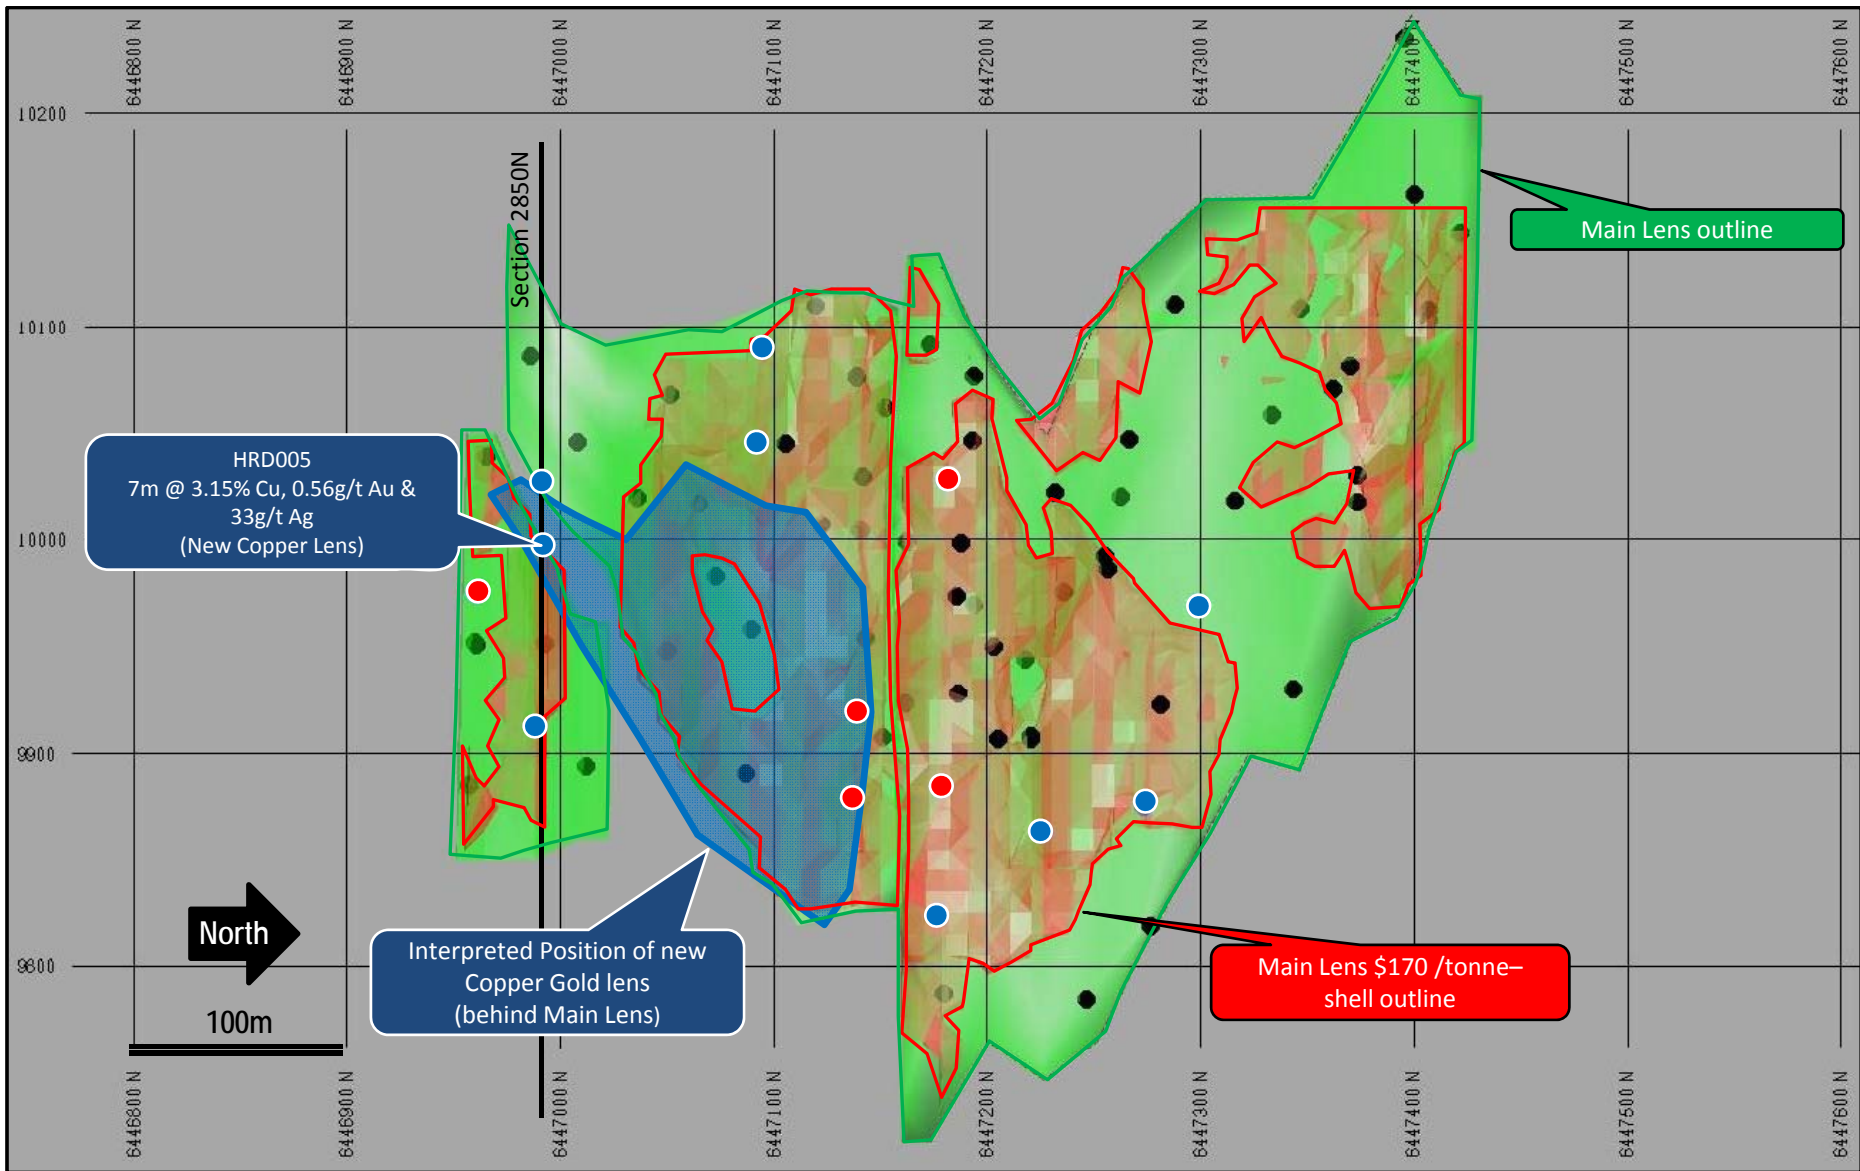 6446800 N
6446900 N
6447000 N
6447100 N
6447200 N
6447300 N
6447400 N
6447500 N
6447600 N
10200
Section 2850N
Main Lens outline
10100
HRD005
7m @ 3.15% Cu, 0.56g/t Au &
33g/t Ag
(New Copper Lens)
10000
9900
North
Interpreted Position of new
Copper Gold lens
(behind Main Lens)
Main Lens $170 /tonne–
shell outline
9800
100m
6446800 N
6446900 N
6447000 N
6447100 N
6447200 N
6447300 N
6447400 N
6447500 N
6447600 N